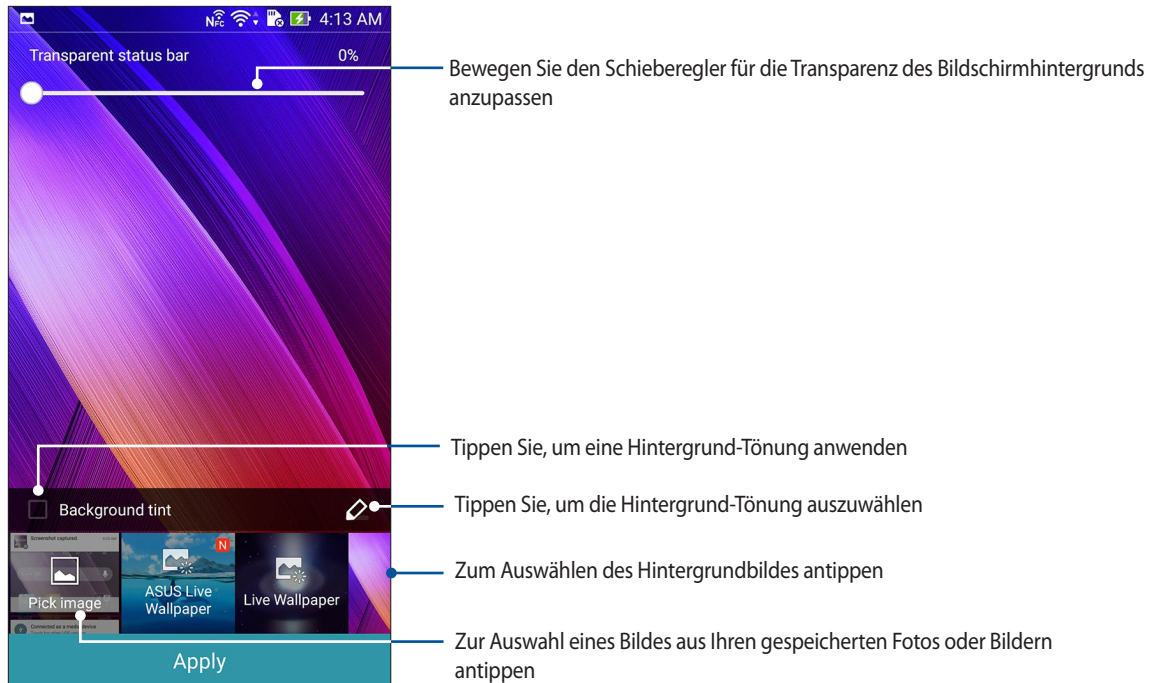 NFC 4:13 AM
Transparent status bar 0%
Bewegen Sie den Schieberegler für die Transparenz des Bildschirmhintergrunds
anzupassen
Tippen Sie, um eine Hintergrund-Tönung anwenden
Background tint
Tippen Sie, um die Hintergrund-Tönung auszuwählen
Screenshot captured
N
Pick image
ASUS Live
Wallpaper
Live Wallpaper
Zum Auswählen des Hintergrundbildes antippen
Connected as a media device
Zur Auswahl eines Bildes aus Ihren gespeicherten Fotos oder Bildern
antippen
Apply